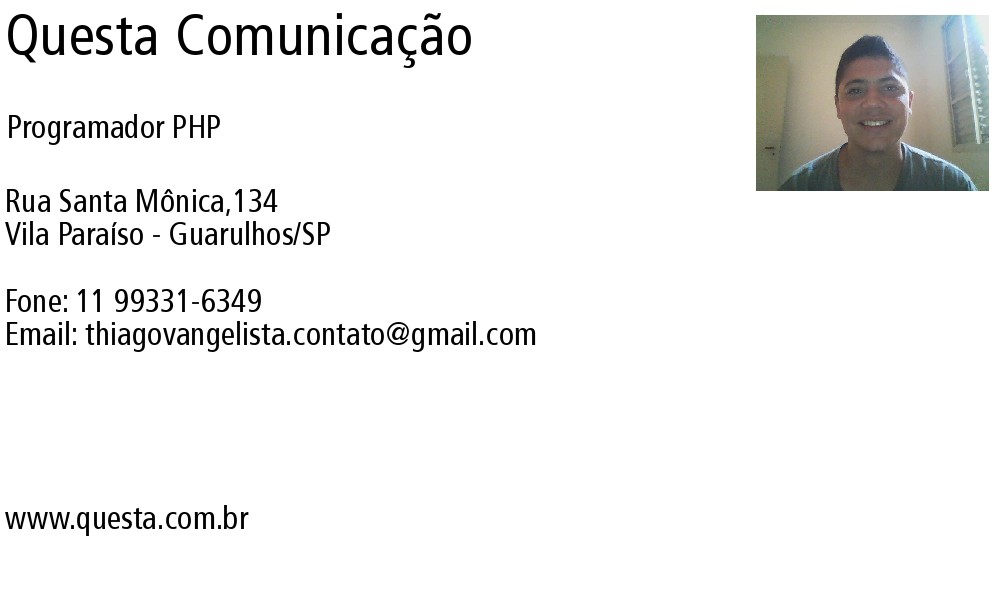 Questa Comunicação
Programador PHP
Rua Santa Mônica,134
Vila Paraíso - Guarulhos/SP
Fone: 11 99331-6349
Email: thiagovangelista.contato@gmail.com
www.questa.com.br